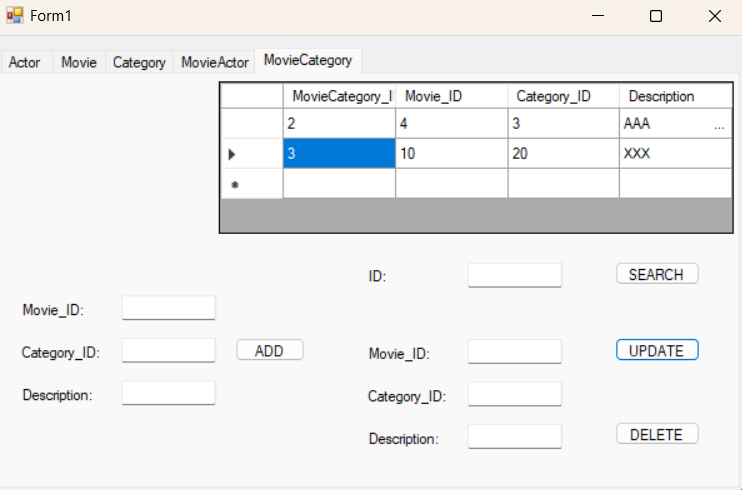 Form1
Actor Movie Category MovieActor MovieCategory
MovieCategory_I Movie_ID Category_ID Description
2 4 3 AAA ...
3 10 20 XXX
ID: SEARCH
Movie_ID:
Category_ID: ADD
Description:
Movie_ID: UPDATE
Category_ID:
Description: DELETE